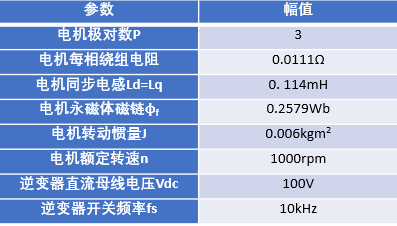 参数 幅值
电机极对数P 3
电机每相绕组电阻 0.0111Ω
电机同步电感Ld=Lq 0. 114mH
电机永磁体磁链ϕf 0.2579Wb
电机转动惯量J 0.006kgm²
电机额定转速n 1000rpm
逆变器直流母线电压Vdc 100V
逆变器开关频率fs 10kHz